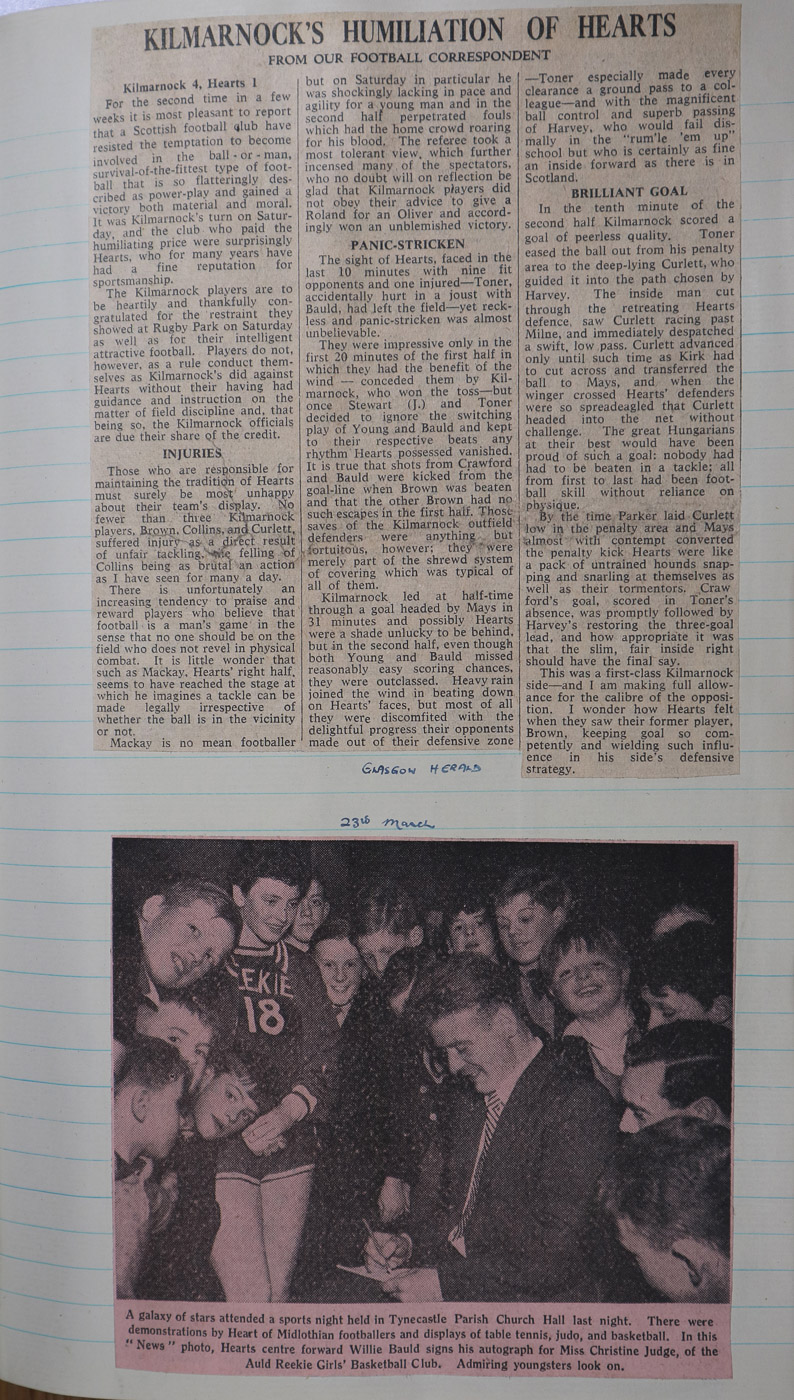 KILMARNOCK'S HUMILIATION OF HEARTS
FROM OUR FOOTBALL CORRESPONDENT
Kilmarnock 4, Hearts 1
For the second time in a few
weeks it is most pleasant to report
that a Scottish football club have
resisted the temptation to become
involved in the ball-or-man,
survival-of-the-fittest type of foot-
ball that is so flatteringly des-
cribed as power-play and gained a
victory both material and moral.
It was Kilmarnock's turn on Satur-
day, and the club who paid the
humiliating price were surprisingly
Hearts, who for many years have
had a fine reputation for
sportsmanship.
The Kilmarnock players are to
be heartily and thankfully con-
gratulated for the restraint they
showed at Rugby Park on Saturday
as well as for their intelligent
attractive football. Players do not,
however, as a rule conduct them-
selves as Kilmarnock's did against
Hearts without their having had
guidance and instruction on the
matter of field discipline and, that
being so, the Kilmarnock officials
are due their share of the credit.
INJURIES
Those who are responsible for
maintaining the tradition of Hearts
must surely be most unhappy
about their team's display. No
fewer than three Kilmarnock
players, Brown, Collins, and Curlett,
suffered injury as a direct result
of unfair tackling, felling of
Collins being as brutal an action
as I have seen for many a day.
There is unfortunately an
increasing tendency to praise and
reward players who believe that
football is a man's game in the
sense that no one should be on the
field who does not revel in physical
combat. It is little wonder that
such as Mackay, Hearts' right half,
seems to have reached the stage at
which he imagines a tackle can be
made legally irrespective of
whether the ball is in the vicinity
or not.
Mackay is no mean footballer
but on Saturday in particular he
was shockingly lacking in pace and
agility for a young man and in the
second half perpetrated fouls
which had the home crowd roaring
for his blood. The referee took a
most tolerant view, which further
incensed many of the spectators,
who no doubt will on reflection be
glad that Kilmarnock players did
not obey their advice to give a
Roland for an Oliver and accord-
ingly won an unblemished victory.
PANIC-STRICKEN
The sight of Hearts, faced in the
last 10 minutes with nine fit
opponents and one injured—Toner,
accidentally hurt in a joust with
Bauld, had left the field—yet reck-
less and panic-stricken was almost
unbelievable.
They were impressive only in the
first 20 minutes of the first half in
which they had the benefit of the
wind — conceded them by Kil-
marnock, who won the toss—but
once Stewart (J.) and Toner
decided to ignore the switching
play of Young and Bauld and kept
to their respective beats any
rhythm Hearts possessed vanished.
It is true that shots from Crawford
and Bauld were kicked from the
goal-line when Brown was beaten
and that the other Brown had no
such escapes in the first half. Those
saves of the Kilmarnock outfield
defenders were anything but
fortuitous, however; they were
merely part of the shrewd system
of covering which was typical of
all of them.
Kilmarnock led at half-time
through a goal headed by Mays in
31 minutes and possibly Hearts
were a shade unlucky to be behind,
but in the second half, even though
both Young and Bauld missed
reasonably easy scoring chances,
they were outclassed. Heavy rain
joined the wind in beating down
on Hearts' faces, but most of all
they were discomfited with the
delightful progress their opponents
made out of their defensive zone
—Toner especially made every
clearance a ground pass to a col-
league—and with the magnificent
ball control and superb passing
of Harvey, who would fail dis-
mally in the "rum'le 'em up"
school but who is certainly as fine
an inside forward as there is in
Scotland.
BRILLIANT GOAL
In the tenth minute of the
second half Kilmarnock scored a
goal of peerless quality. Toner
eased the ball out from his penalty
area to the deep-lying Curlett, who
guided it into the path chosen by
Harvey. The inside man cut
through the retreating Hearts
defence, saw Curlett racing past
Milne, and immediately despatched
a swift, low pass. Curlett advanced
only until such time as Kirk had
to cut across and transferred the
ball to Mays, and when the
winger crossed Hearts' defenders
were so spreadeagled that Curlett
headed into the net without
challenge. The great Hungarians
at their best would have been
proud of such a goal: nobody had
had to be beaten in a tackle; all
from first to last had been foot-
ball skill without reliance on
physique.
By the time Parker laid Curlett
low in the penalty area and Mays
almost with contempt converted
the penalty kick Hearts were like
a pack of untrained hounds snap-
ping and snarling at themselves as
well as their tormentors. Craw
ford's goal, scored in Toner's
absence, was promptly followed by
Harvey's restoring the three-goal
lead, and how appropriate it was
that the slim, fair inside right
should have the final say.
This was a first-class Kilmarnock
side—and I am making full allow-
ance for the calibre of the opposi-
tion. I wonder how Hearts felt
when they saw their former player,
Brown, keeping goal so com-
petently and wielding such influ-
ence in his side's defensive
strategy.
GLASGOW HERALD
23rd March
EKIE
18
A galaxy of stars attended a sports night held in Tynecastle Parish Church Hall last night. There were
demonstrations by Heart of Midlothian footballers and displays of table tennis, judo, and basketball. In this
"News" photo, Hearts centre forward Willie Bauld signs his autograph for Miss Christine Judge, of the
Auld Reekie Girls' Basketball Club. Admiring youngsters look on.